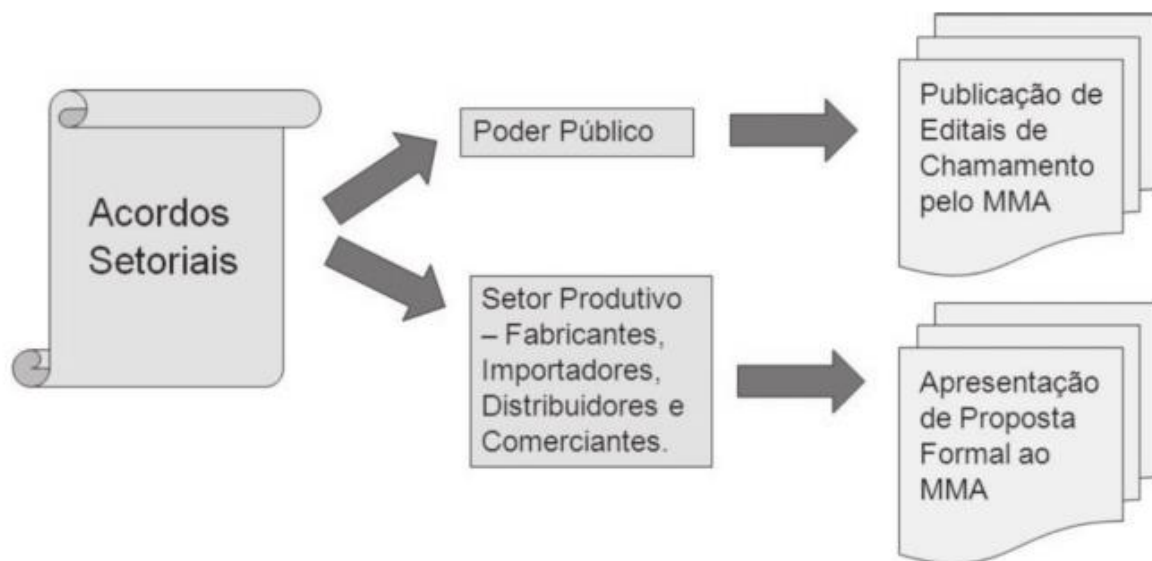 Acordos
Setoriais
Poder Público
Publicação de
Editais de
Chamamento
pelo MMA
Setor Produtivo
– Fabricantes,
Importadores,
Distribuidores e
Comerciantes.
Apresentação
de Proposta
Formal ao
MMA